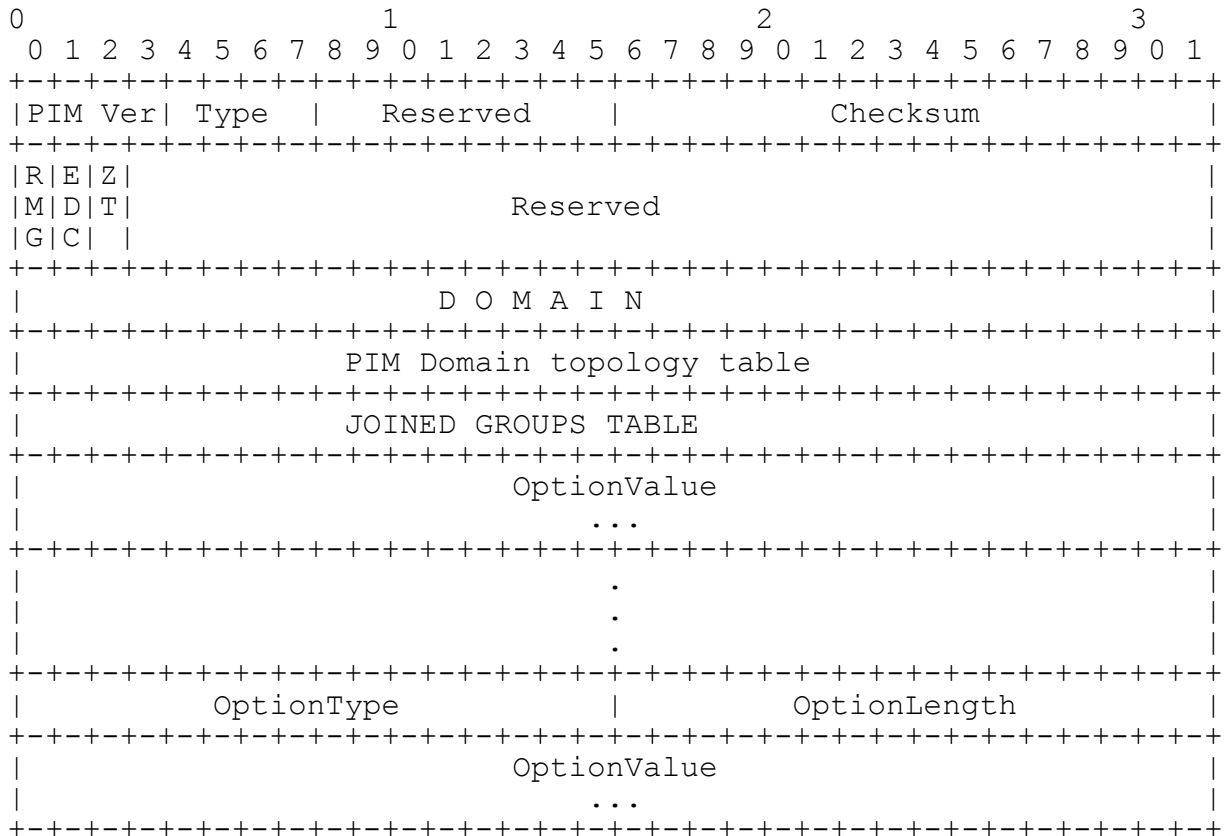 0                   1                   2                   3
 0 1 2 3 4 5 6 7 8 9 0 1 2 3 4 5 6 7 8 9 0 1 2 3 4 5 6 7 8 9 0 1
+-+-+-+-+-+-+-+-+-+-+-+-+-+-+-+-+-+-+-+-+-+-+-+-+-+-+-+-+-+-+-+-+
|PIM Ver| Type  |   Reserved    |           Checksum            |
+-+-+-+-+-+-+-+-+-+-+-+-+-+-+-+-+-+-+-+-+-+-+-+-+-+-+-+-+-+-+-+-+
|R|E|Z|                                                         |
|M|D|T|                    Reserved                             |
|G|C| |                                                         |
+-+-+-+-+-+-+-+-+-+-+-+-+-+-+-+-+-+-+-+-+-+-+-+-+-+-+-+-+-+-+-+-+
|                      D O M A I N                              |
+-+-+-+-+-+-+-+-+-+-+-+-+-+-+-+-+-+-+-+-+-+-+-+-+-+-+-+-+-+-+-+-+
|                 PIM Domain topology table                     |
+-+-+-+-+-+-+-+-+-+-+-+-+-+-+-+-+-+-+-+-+-+-+-+-+-+-+-+-+-+-+-+-+
|                 JOINED GROUPS TABLE                           |
+-+-+-+-+-+-+-+-+-+-+-+-+-+-+-+-+-+-+-+-+-+-+-+-+-+-+-+-+-+-+-+-+
|                          OptionValue                          |
|                              ...                              |
+-+-+-+-+-+-+-+-+-+-+-+-+-+-+-+-+-+-+-+-+-+-+-+-+-+-+-+-+-+-+-+-+
|                               .                               |
|                               .                               |
|                               .                               |
+-+-+-+-+-+-+-+-+-+-+-+-+-+-+-+-+-+-+-+-+-+-+-+-+-+-+-+-+-+-+-+-+
|          OptionType           |         OptionLength          |
+-+-+-+-+-+-+-+-+-+-+-+-+-+-+-+-+-+-+-+-+-+-+-+-+-+-+-+-+-+-+-+-+
|                          OptionValue                          |
|                              ...                              |
+-+-+-+-+-+-+-+-+-+-+-+-+-+-+-+-+-+-+-+-+-+-+-+-+-+-+-+-+-+-+-+-+